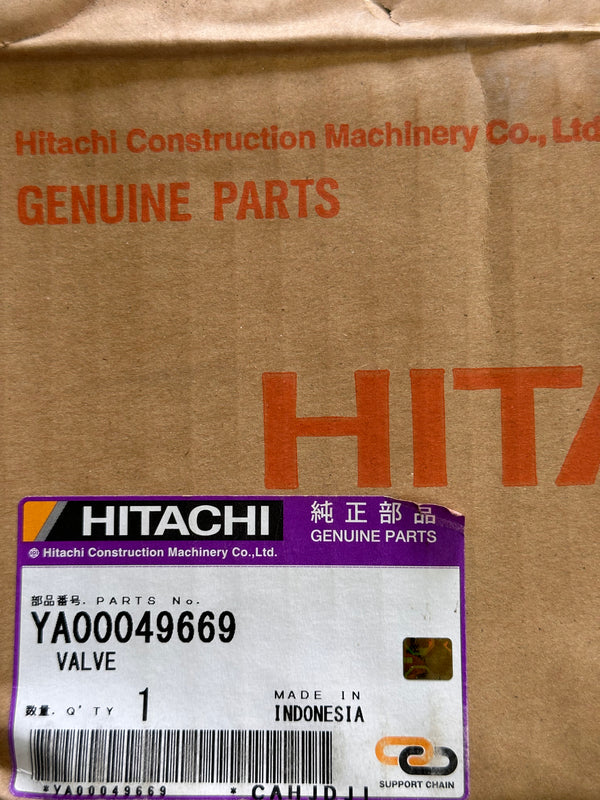 Hitachi Construction Machinery Co., Ltd
GENUINE PARTS
HITA
HITACHI 純正部品
GENUINE PARTS
Hitachi Construction Machinery Co.,Ltd.
部品番号. PARTS No.
YA00049669
VALVE
数量. Q'TY 1
MADE IN
INDONESIA
SUPPORT CHAIN
*YA00049669 * CAHJDJJ